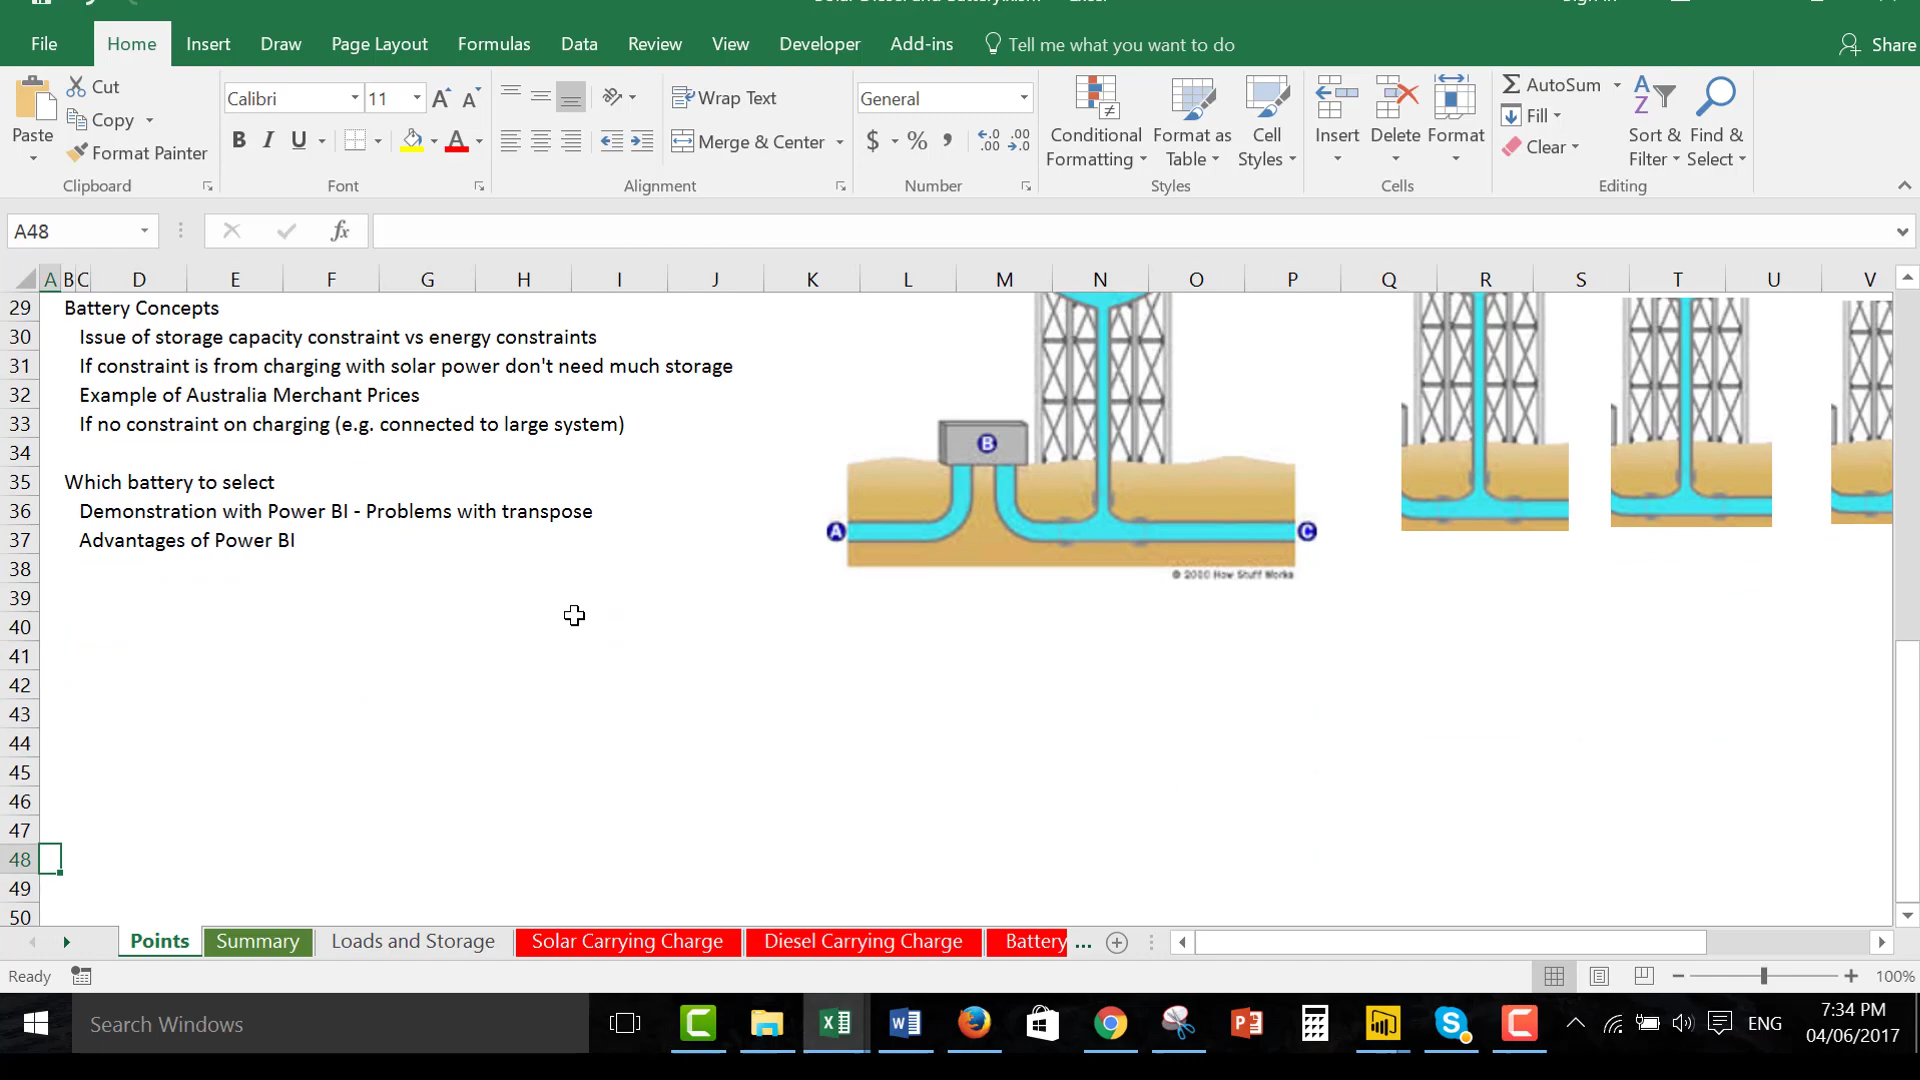 File
Home
Insert
Draw
Page Layout
Formulas
Data
Review
View
Developer
Add-ins
Tell me what you want to do
Share
Paste
Cut
Copy
Format Painter
Clipboard
Calibri
11
B I U
Font
Wrap Text
Merge & Center
Alignment
General
$ % ,
Number
Conditional Formatting
Format as Table
Cell Styles
Styles
Insert
Delete
Format
Cells
AutoSum
Fill
Clear
Sort & Filter
Find & Select
Editing
A48
fx
A B C D E F G H I J K L M N O P Q R S T U V
29 Battery Concepts
30 Issue of storage capacity constraint vs energy constraints
31 If constraint is from charging with solar power don't need much storage
32 Example of Australia Merchant Prices
33 If no constraint on charging (e.g. connected to large system)
34
35 Which battery to select
36 Demonstration with Power BI - Problems with transpose
37 Advantages of Power BI
38
39
40
41
42
43
44
45
46
47
48
49
50
B
A
C
© 2000 How Stuff Works
Points
Summary
Loads and Storage
Solar Carrying Charge
Diesel Carrying Charge
Battery
...
Ready
100%
Search Windows
ENG
7:34 PM
04/06/2017